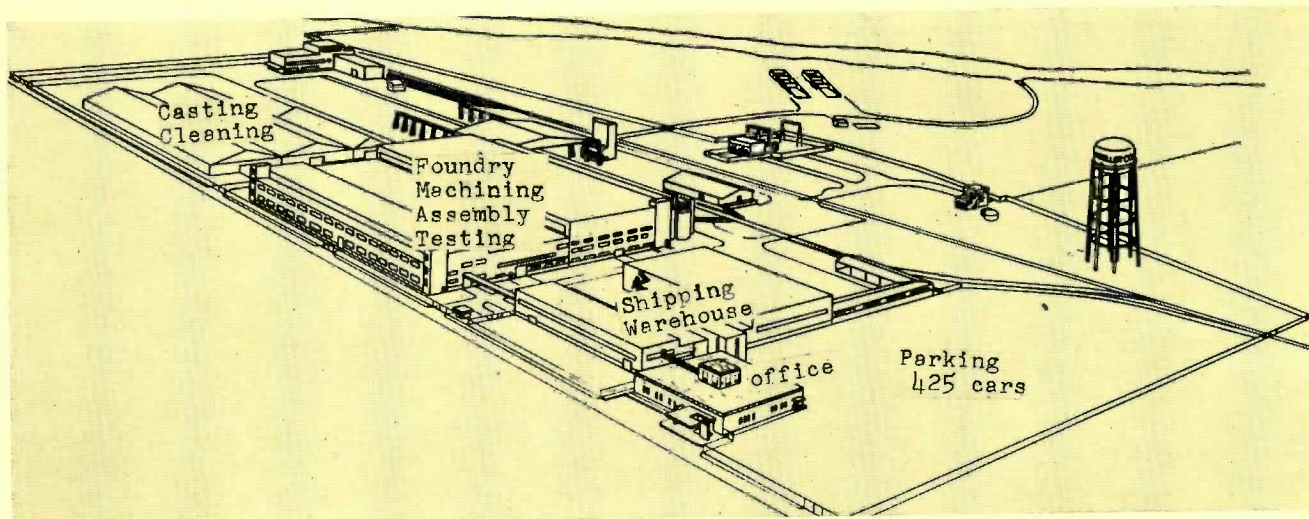 Casting
Cleaning
Foundry
Machining
Assembly
Testing
Shipping
Warehouse
office
Parking
425 cars